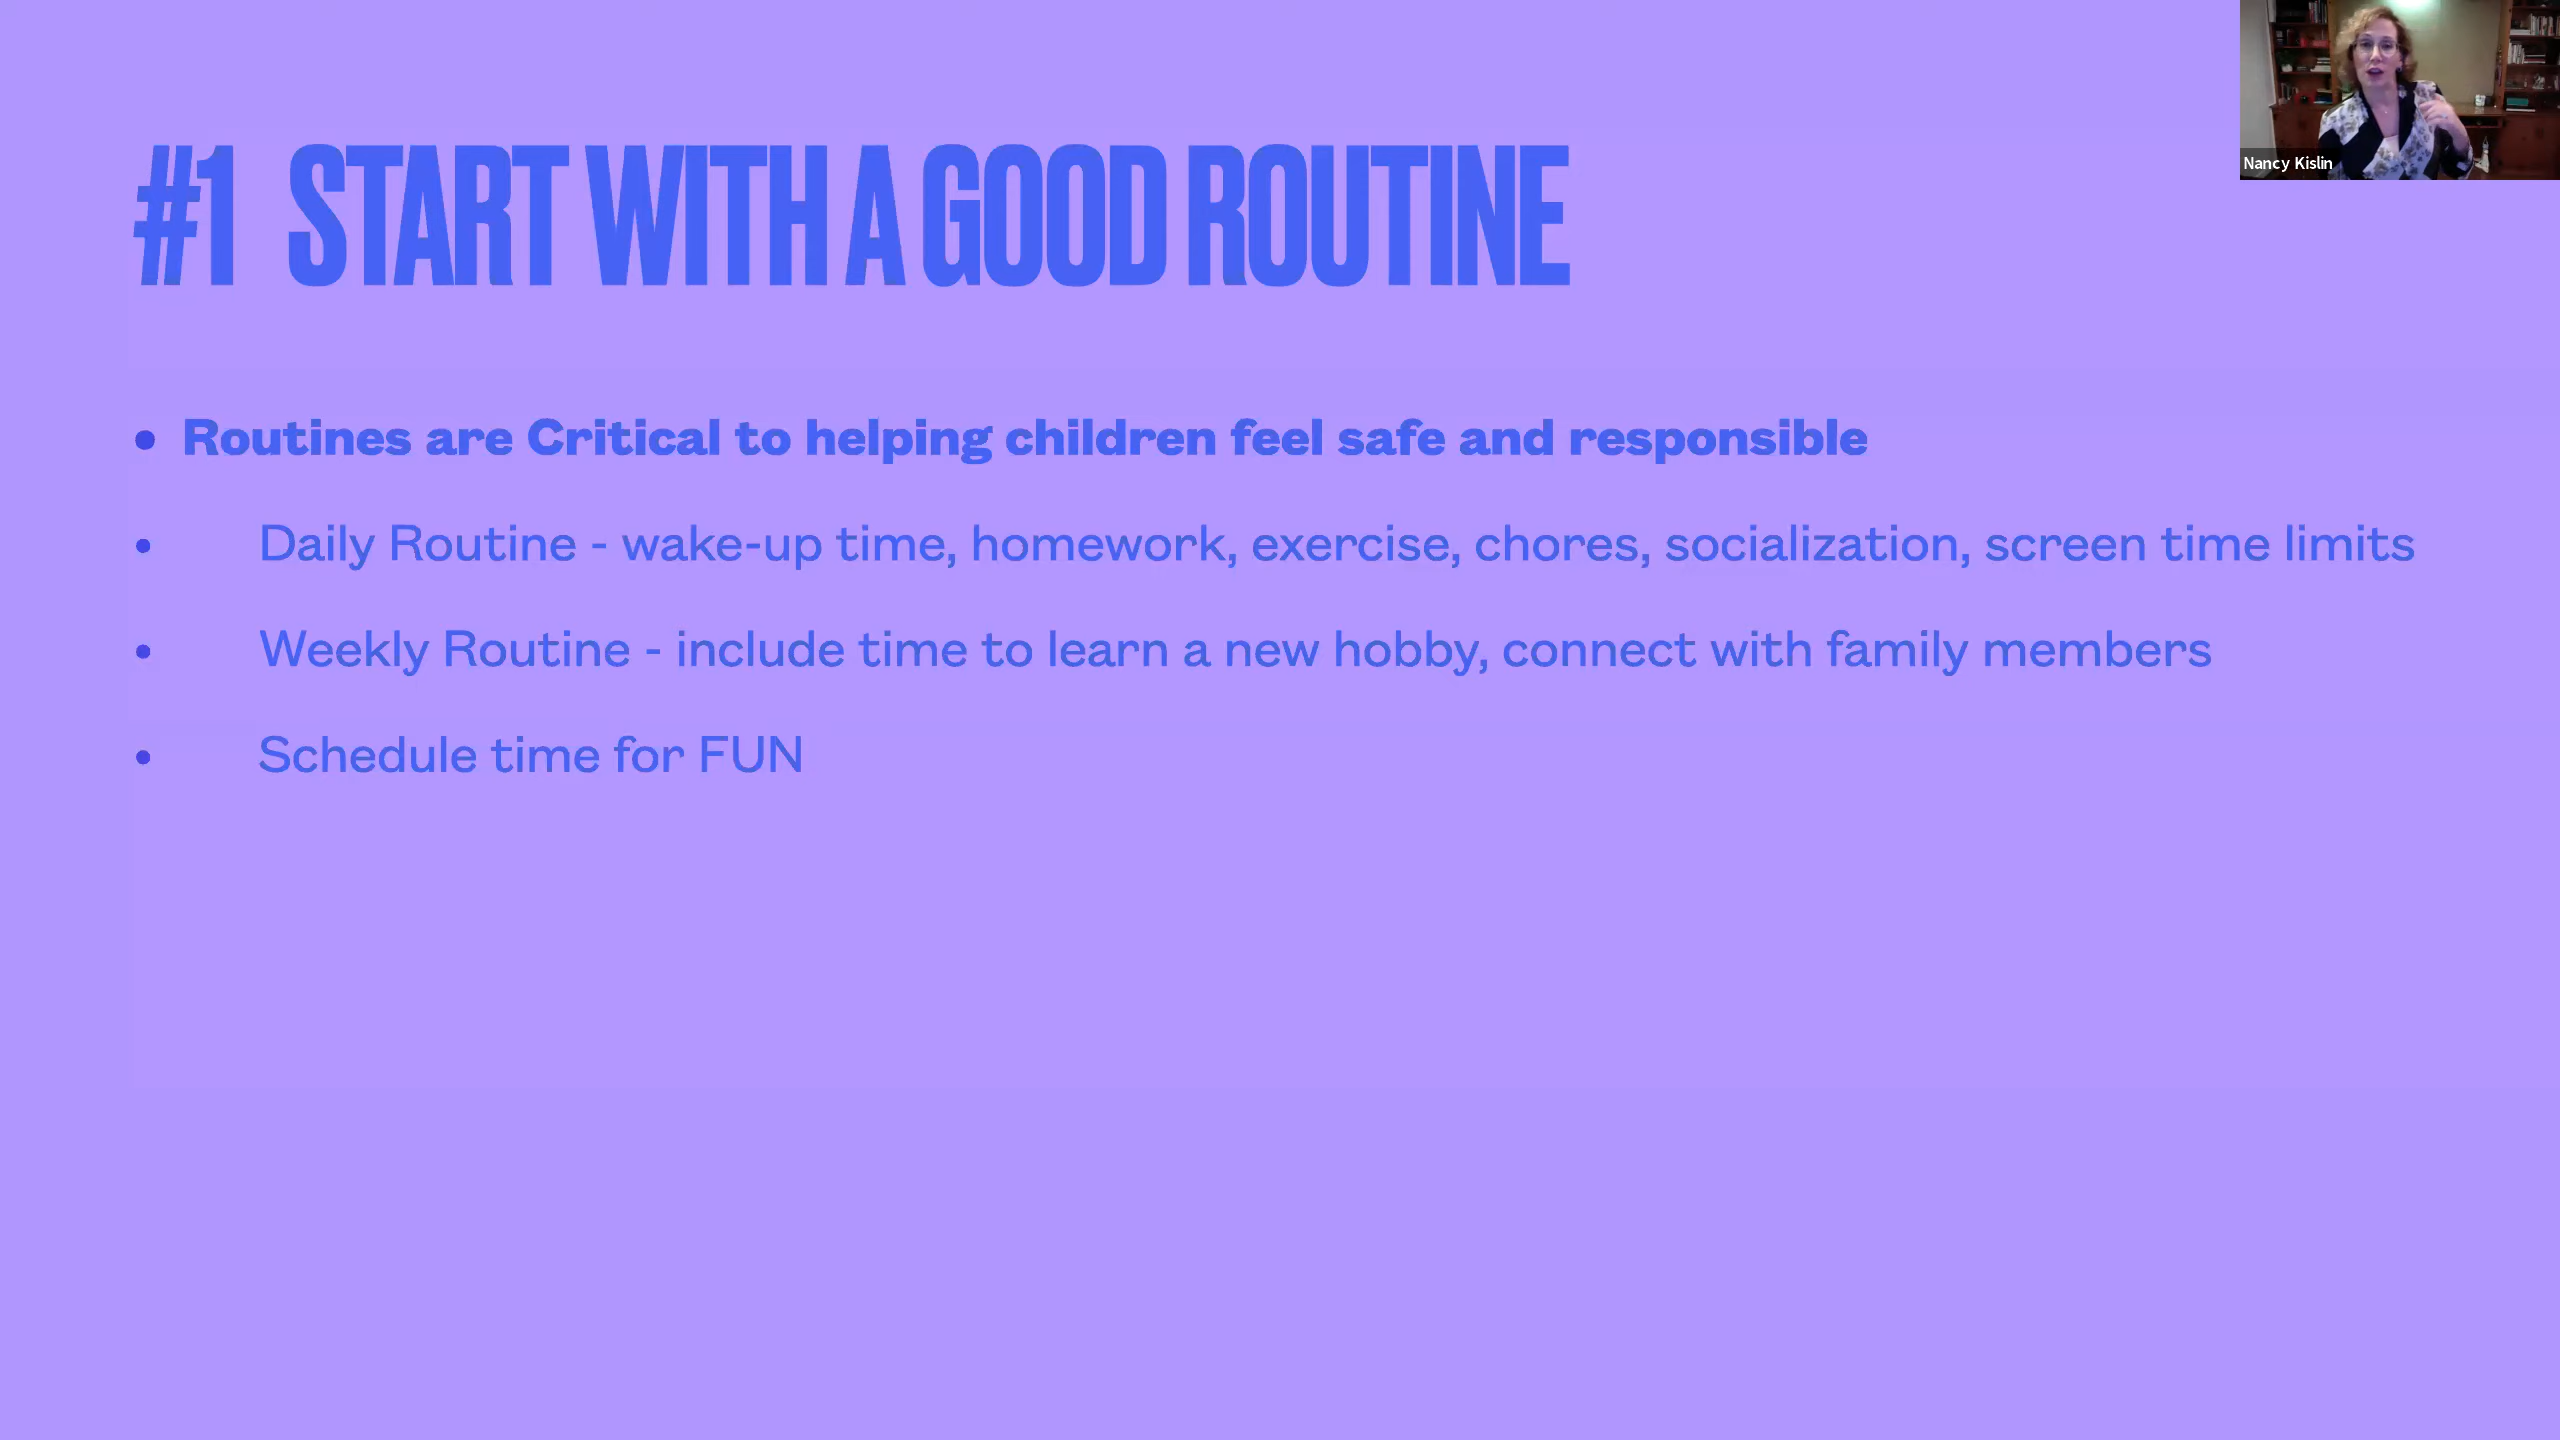 Nancy Kislin
#1 START WITH A GOOD ROUTINE
• Routines are Critical to helping children feel safe and responsible
• Daily Routine - wake-up time, homework, exercise, chores, socialization, screen time limits
• Weekly Routine - include time to learn a new hobby, connect with family members
• Schedule time for FUN